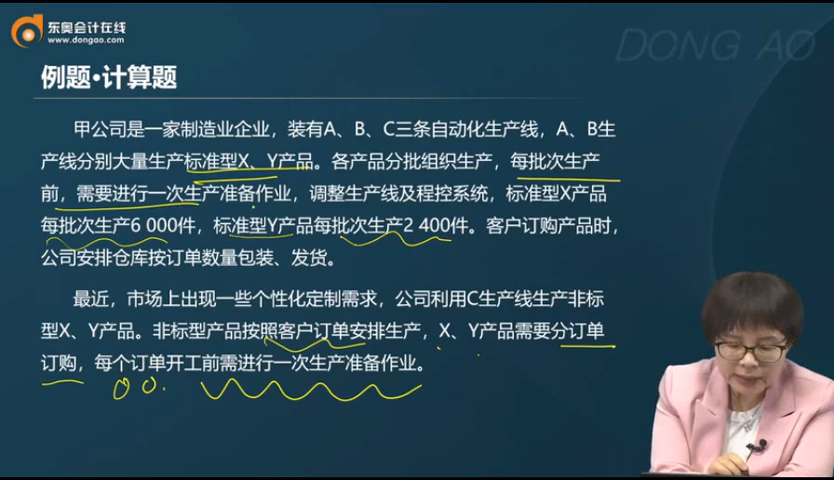 东奥会计在线
www.dongao.com
DONG AO
例题·计算题
甲公司是一家制造业企业，装有A、B、C三条自动化生产线，A、B生
产线分别大量生产标准型X、Y产品。各产品分批组织生产，每批次生产
前，需要进行一次生产准备作业，调整生产线及程控系统，标准型X产品
每批次生产6 000件，标准型Y产品每批次生产2 400件。客户订购产品时，
公司安排仓库按订单数量包装、发货。
最近，市场上出现一些个性化定制需求，公司利用C生产线生产非标
型X、Y产品。非标型产品按照客户订单安排生产，X、Y产品需要分订单
订购，每个订单开工前需进行一次生产准备作业。